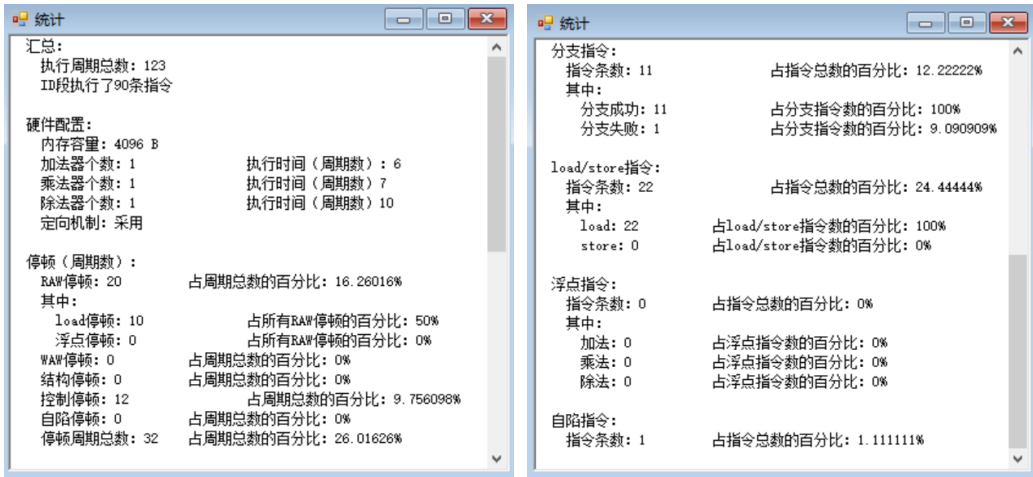 统计
汇总:
执行周期总数: 123
ID段执行了90条指令
硬件配置:
内存容量: 4096 B
加法器个数: 1 执行时间（周期数）: 6
乘法器个数: 1 执行时间（周期数）7
除法器个数: 1 执行时间（周期数）10
定向机制: 采用
停顿（周期数）:
RAW停顿: 20 占周期总数的百分比: 16.26016%
其中:
load停顿: 10 占所有RAW停顿的百分比: 50%
浮点停顿: 0 占所有RAW停顿的百分比: 0%
WAW停顿: 0 占周期总数的百分比: 0%
结构停顿: 0 占周期总数的百分比: 0%
控制停顿: 12 占周期总数的百分比: 9.756098%
自陷停顿: 0 占周期总数的百分比: 0%
停顿周期总数: 32 占周期总数的百分比: 26.01626%
统计
分支指令:
指令条数: 11 占指令总数的百分比: 12.22222%
其中:
分支成功: 11 占分支指令数的百分比: 100%
分支失败: 1 占分支指令数的百分比: 9.090909%
load/store指令:
指令条数: 22 占指令总数的百分比: 24.44444%
其中:
load: 22 占load/store指令数的百分比: 100%
store: 0 占load/store指令数的百分比: 0%
浮点指令:
指令条数: 0 占指令总数的百分比: 0%
其中:
加法: 0 占浮点指令数的百分比: 0%
乘法: 0 占浮点指令数的百分比: 0%
除法: 0 占浮点指令数的百分比: 0%
自陷指令:
指令条数: 1 占指令总数的百分比: 1.111111%